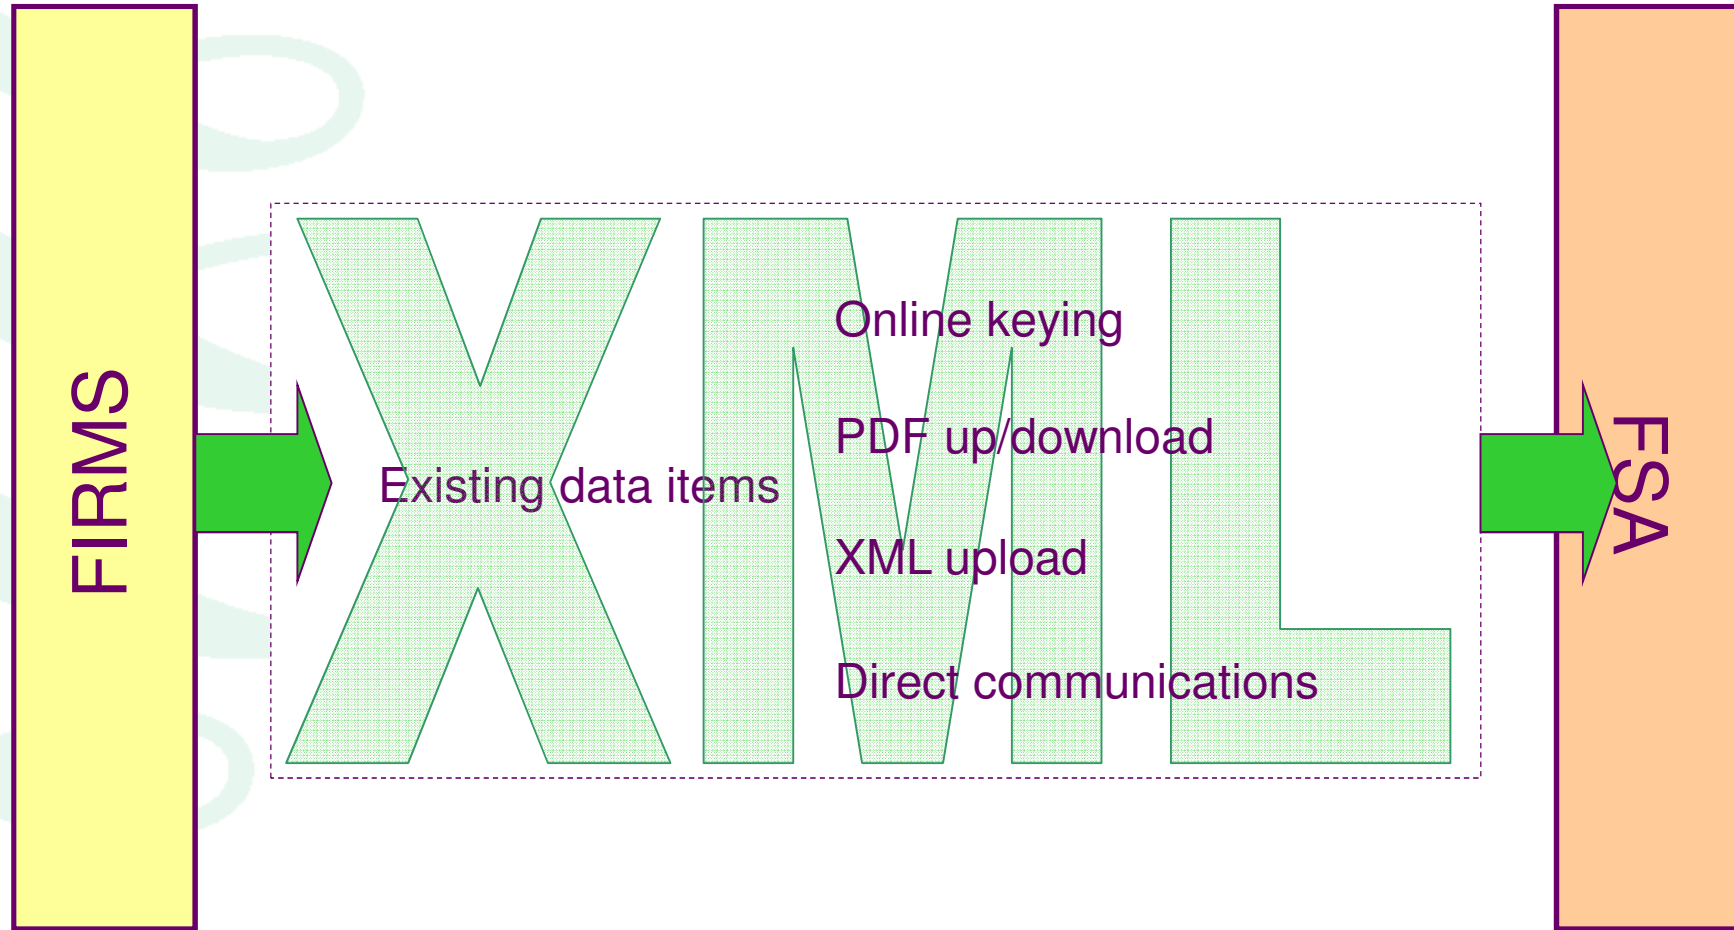 FIRMS
XML
Online keying
PDF up/download
Existing data items
XML upload
Direct communications
FSA